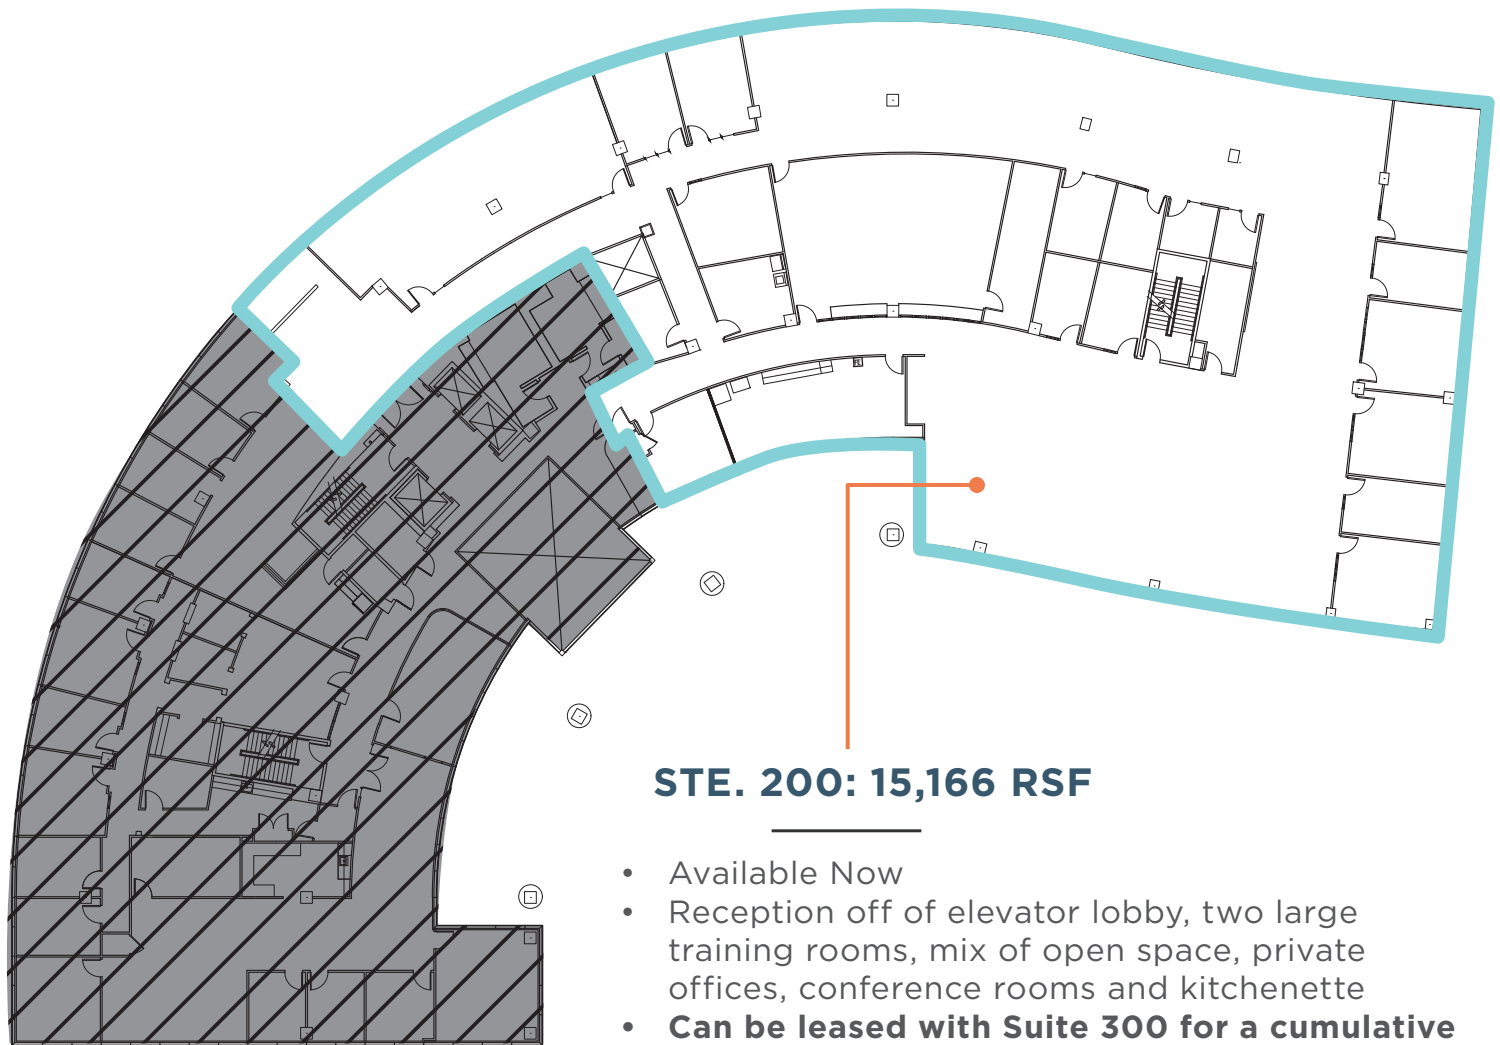 STE. 200: 15,166 RSF
• Available Now
• Reception off of elevator lobby, two large
training rooms, mix of open space, private
offices, conference rooms and kitchenette
• Can be leased with Suite 300 for a cumulative